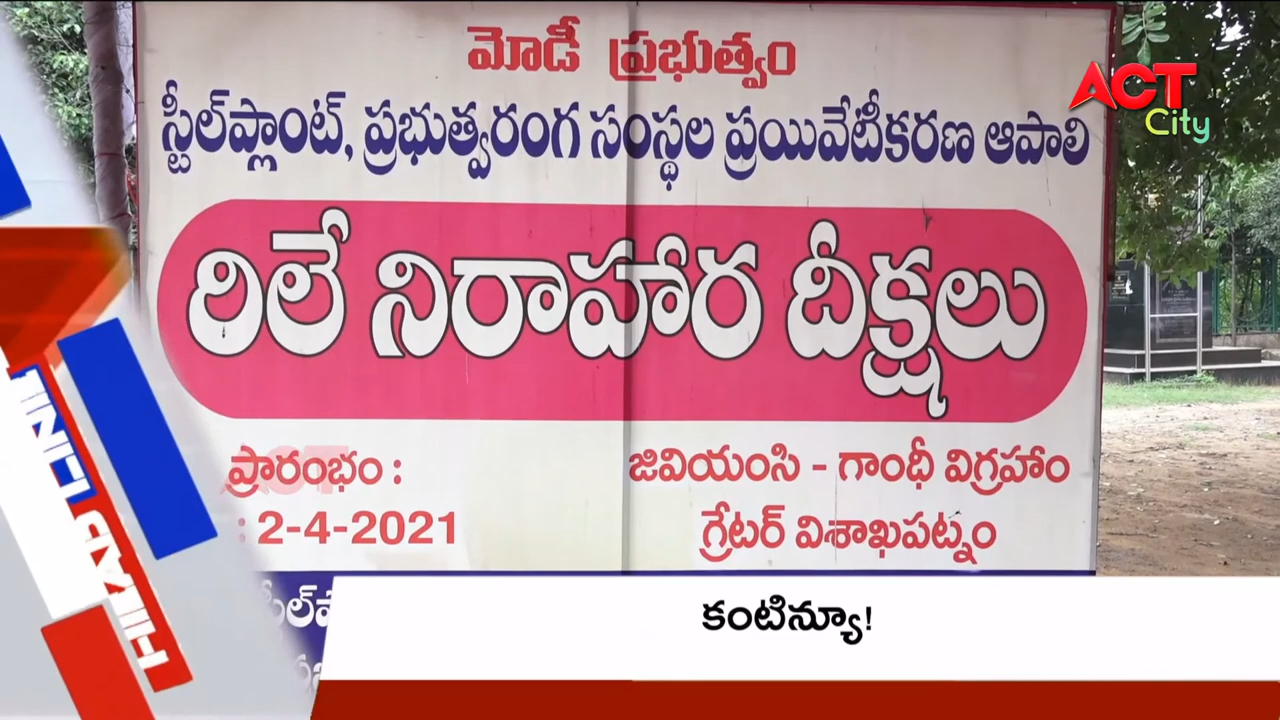 మోడీ ప్రభుత్వం
స్టీల్‌ప్లాంట్, ప్రభుత్వరంగ సంస్థల ప్రయివేటీకరణ ఆపాలి
రిలే నిరాహార దీక్షలు
ప్రారంభం :
: 2-4-2021
జివియంసి - గాంధీ విగ్రహం
గ్రేటర్ విశాఖపట్నం
కంటిన్యూ!
ACT
City